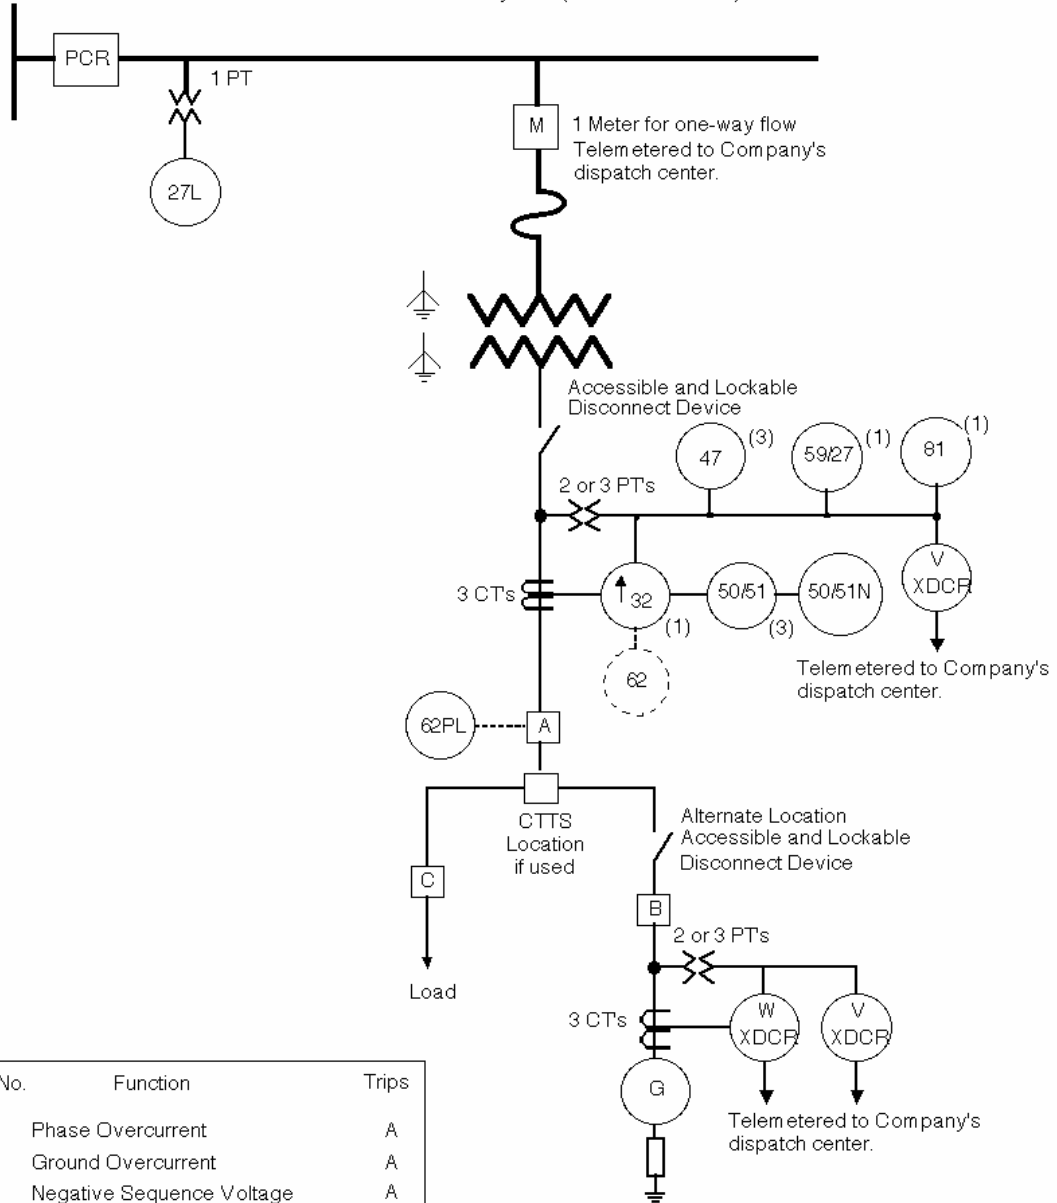 PCR
1 PT
27L
M
1 Meter for one-way flow
Telemetered to Company's
dispatch center.
Accessible and Lockable
Disconnect Device
47
(3)
59/27
(1)
81
(1)
2 or 3 PT's
V
XDCR
3 CT's
32
(1)
50/51
(3)
50/51N
62
Telemetered to Company's
dispatch center.
62PL
A
CTTS
Location
if used
Alternate Location
Accessible and Lockable
Disconnect Device
C
B
Load
2 or 3 PT's
3 CT's
W
XDCR
V
XDCR
G
Telemetered to Company's
dispatch center.
No. Function Trips
Phase Overcurrent A
Ground Overcurrent A
Negative Sequence Voltage A